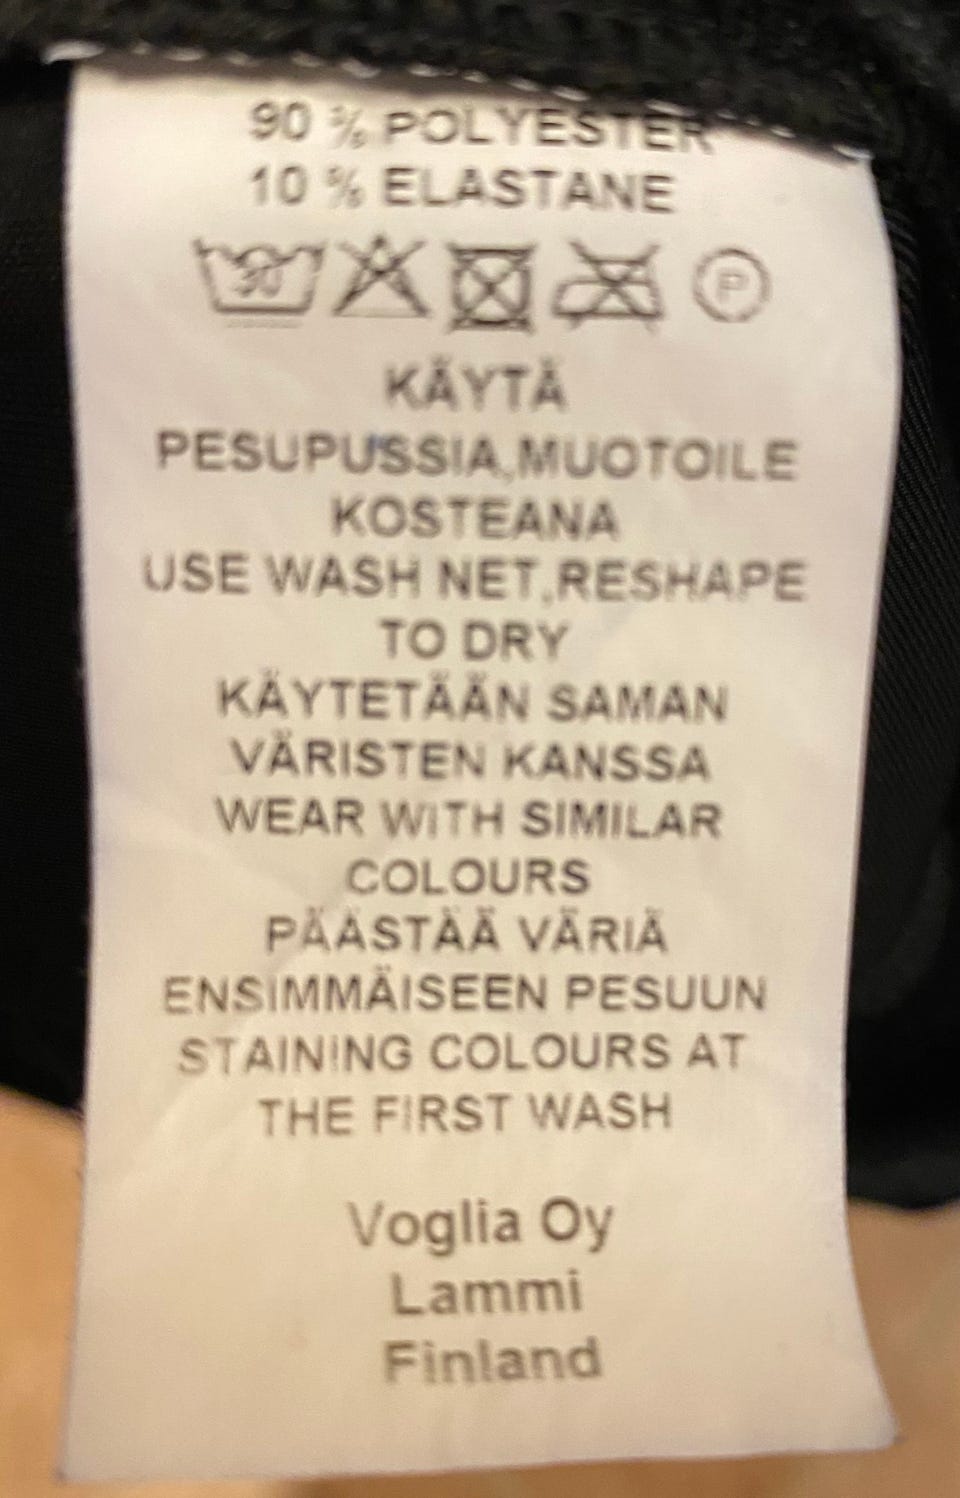 90 % POLYESTER
10 % ELASTANE
30 P
KÄYTÄ
PESUPUSSIA,MUOTOILE
KOSTEANA
USE WASH NET,RESHAPE
TO DRY
KÄYTETÄÄN SAMAN
VÄRISTEN KANSSA
WEAR WITH SIMILAR
COLOURS
PÄÄSTÄÄ VÄRIÄ
ENSIMMÄISEEN PESUUN
STAINING COLOURS AT
THE FIRST WASH
Voglia Oy
Lammi
Finland